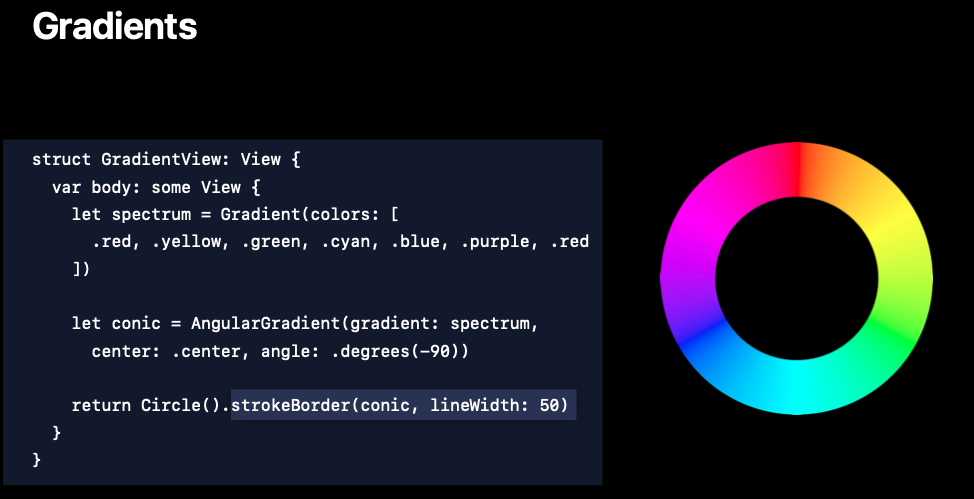 Gradients
struct GradientView: View {
  var body: some View {
    let spectrum = Gradient(colors: [
      .red, .yellow, .green, .cyan, .blue, .purple, .red
    ])
    let conic = AngularGradient(gradient: spectrum,
      center: .center, angle: .degrees(-90))
    return Circle().strokeBorder(conic, lineWidth: 50)
  }
}